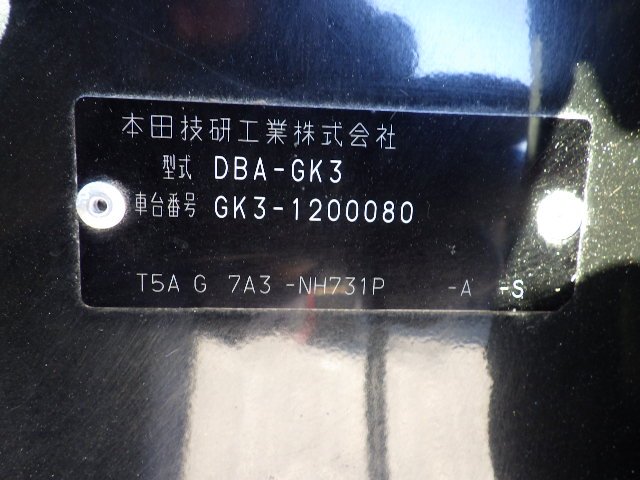 本田技研工業株式会社
型式 DBA-GK3
車台番号 GK3-1200080
T5A G 7A3 -NH731P -A -S